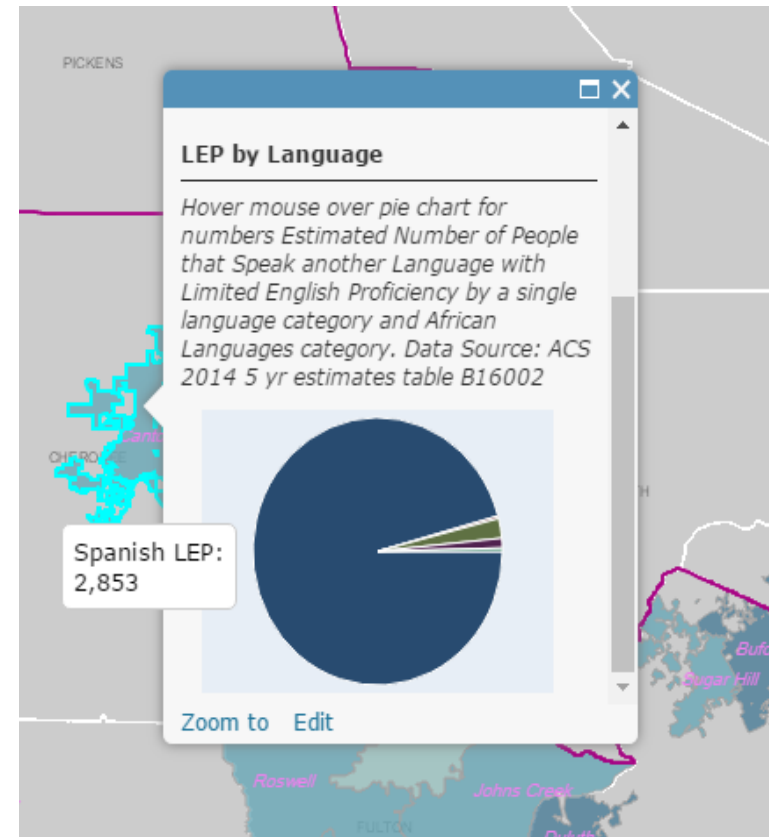 PICKENS
LEP by Language
Hover mouse over pie chart for
numbers Estimated Number of People
that Speak another Language with
Limited English Proficiency by a single
language category and African
Languages category. Data Source: ACS
2014 5 yr estimates table B16002
Spanish LEP:
2,853
Zoom to Edit
Sugar Hill
Roswell
Johns Creek
FULTON